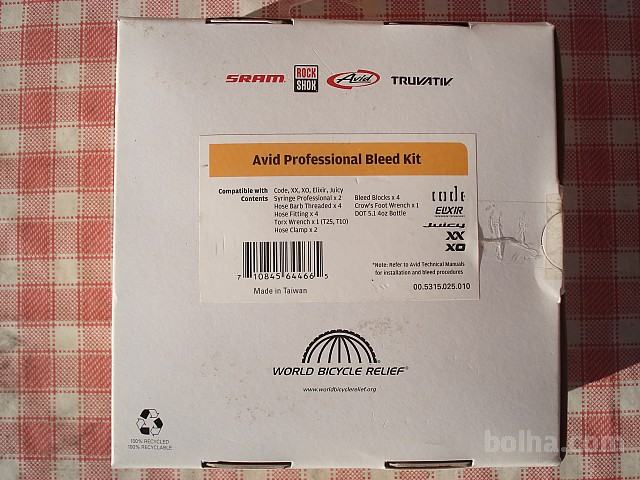 SRAM ROCK SHOX Avid TRUVATIV
Avid Professional Bleed Kit
Compatible with Code, XX, XO, Elixir, Juicy
Contents Syringe Professional x 2
Hose Barb Threaded x 4
Hose Fitting x 4
Torx Wrench x 1 (T25, T10)
Hose Clamp x 2
Bleed Blocks x 4
Crow's Foot Wrench x 1
DOT 5.1 4oz Bottle
code
ELIXIR
Juicy
XX
XO
7 10845 64466 5
Made in Taiwan
*Note: Refer to Avid Technical Manuals
for installation and bleed procedures
00.5315.025.010
WORLD BICYCLE RELIEF®
www.worldbicyclerelief.org
100% RECYCLED
100% RECYCLABLE
bolha.com